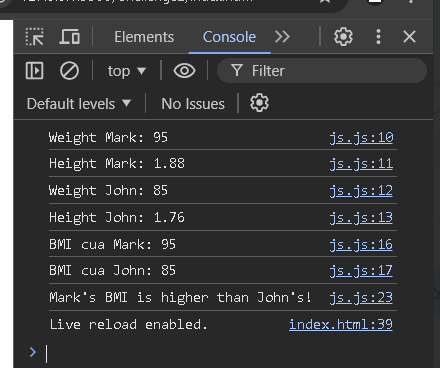 Elements Console
top Filter
Default levels No Issues
Weight Mark: 95 js.js:10
Height Mark: 1.88 js.js:11
Weight John: 85 js.js:12
Height John: 1.76 js.js:13
BMI cua Mark: 95 js.js:16
BMI cua John: 85 js.js:17
Mark's BMI is higher than John's! js.js:23
Live reload enabled. index.html:39